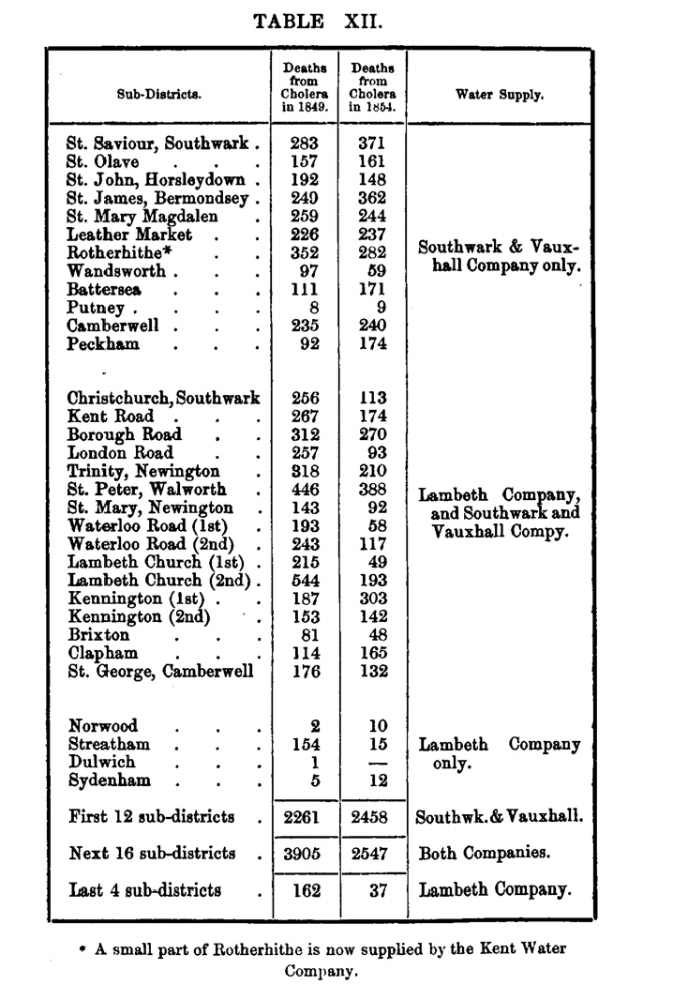 TABLE XII.
Sub-Districts. Deaths from Cholera in 1849. Deaths from Cholera in 1854. Water Supply.
St. Saviour, Southwark . 283 371
St. Olave . . . 157 161
St. John, Horsleydown . 192 148
St. James, Bermondsey . 249 362
St. Mary Magdalen . 259 244
Leather Market . . 226 237
Rotherhithe* . . 352 282
Wandsworth . . . 97 59
Battersea . . . 111 171
Putney . . . . 8 9
Camberwell . . . 235 240
Peckham . . . 92 174
Southwark & Vaux-
hall Company only.
Christchurch, Southwark 256 113
Kent Road . . . 267 174
Borough Road . . 312 270
London Road . . 257 93
Trinity, Newington . 318 210
St. Peter, Walworth . 446 388
St. Mary, Newington . 143 92
Waterloo Road (1st) . 193 58
Waterloo Road (2nd) . 243 117
Lambeth Church (1st) . 215 49
Lambeth Church (2nd) . 544 193
Kennington (1st) . . 187 303
Kennington (2nd) . 153 142
Brixton . . . 81 48
Clapham . . . 114 165
St. George, Camberwell 176 132
Lambeth Company,
and Southwark and
Vauxhall Compy.
Norwood . . . 2 10
Streatham . . . 154 15
Dulwich . . . 1 —
Sydenham . . . 5 12
Lambeth Company
only.
First 12 sub-districts . 2261 2458 Southwk. & Vauxhall.
Next 16 sub-districts . 3905 2547 Both Companies.
Last 4 sub-districts . 162 37 Lambeth Company.
* A small part of Rotherhithe is now supplied by the Kent Water
Company.